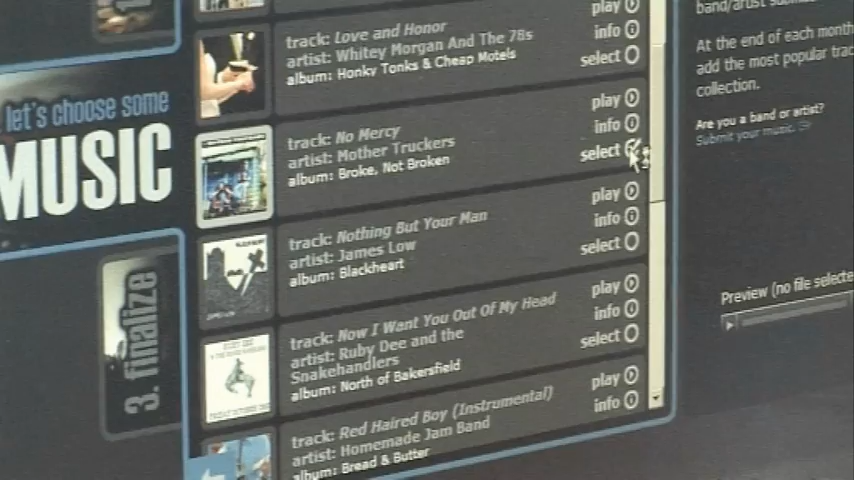 play
track: Love and Honor
artist: Whitey Morgan And The 78s
album: Honky Tonks & Cheap Motels
info
select
let's choose some
MUSIC
track: No Mercy
artist: Mother Truckers
album: Broke, Not Broken
play
info
select
track: Nothing But Your Man
artist: James Low
album: Blackheart
play
info
select
track: Now I Want You Out Of My Head
artist: Ruby Dee and the
Snakehandlers
album: North of Bakersfield
play
info
select
track: Red Haired Boy (Instrumental)
artist: Homemade Jam Band
album: Bread & Butter
play
info
3. finalize
band/artist
At the end of each month
add the most popular
collection.
Are you a band or artist?
Submit your music.
Preview (no file selecte